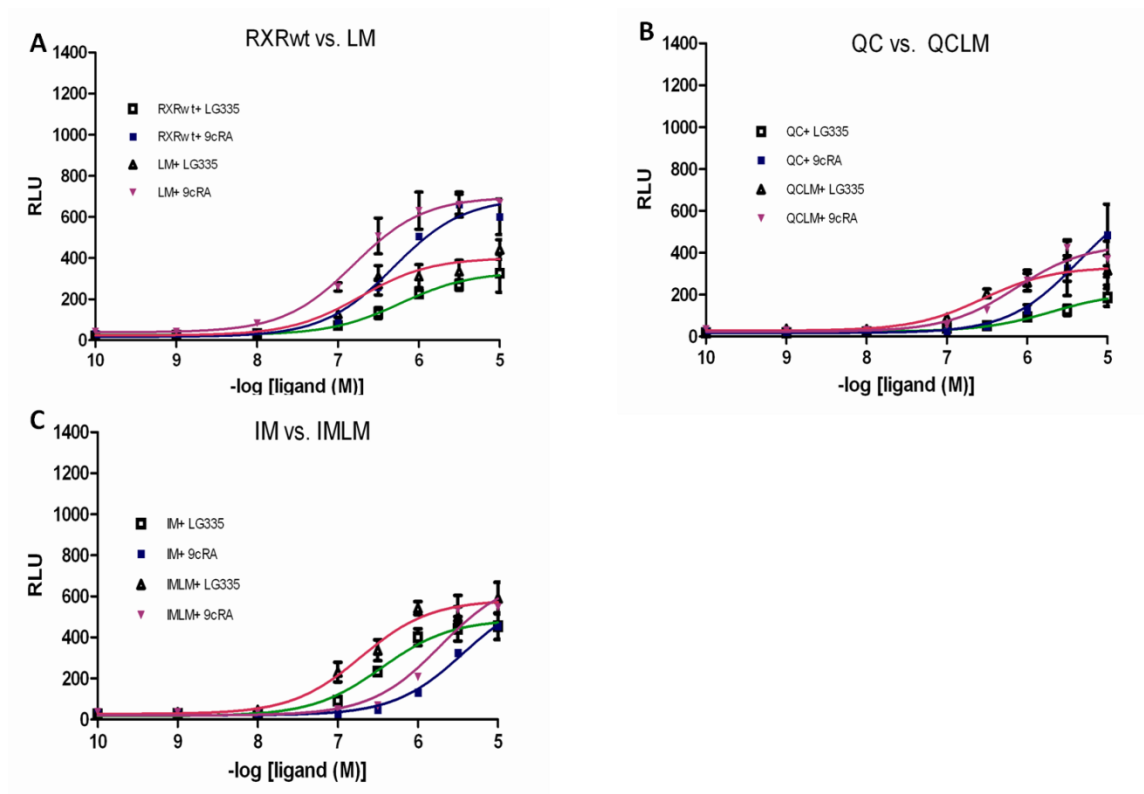 A
RXRwt vs. LM
1400
1200
1000
800
600
400
200
0
RLU
RXRwt+ LG335
RXRwt+ 9cRA
LM+ LG335
LM+ 9cRA
10 9 8 7 6 5
-log [ligand (M)]
B
QC vs. QCLM
1400
1200
1000
800
600
400
200
0
RLU
QC+ LG335
QC+ 9cRA
QCLM+ LG335
QCLM+ 9cRA
10 9 8 7 6 5
-log [ligand (M)]
C
IM vs. IMLM
1400
1200
1000
800
600
400
200
0
RLU
IM+ LG335
IM+ 9cRA
IMLM+ LG335
IMLM+ 9cRA
10 9 8 7 6 5
-log [ligand (M)]